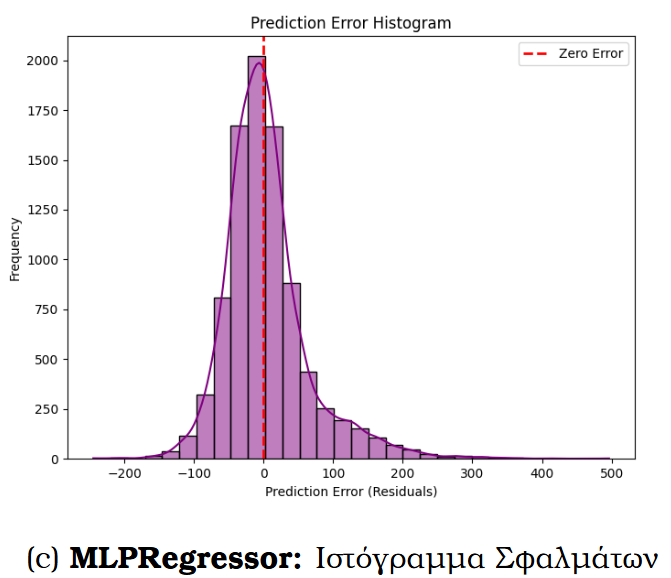 Prediction Error Histogram
Zero Error
2000
1750
1500
1250
1000
750
500
250
0
Frequency
−200 −100 0 100 200 300 400 500
Prediction Error (Residuals)
(c) MLPRegressor: Ιστόγραμμα Σφαλμάτων